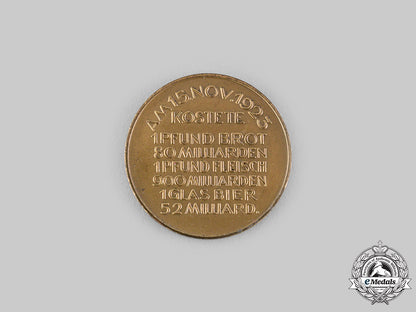 AM 15. NOV. 1923
KOSTETE
1 PFUND BROT
80 MILLIARDEN
1 PFUND FLEISCH
900 MILLIARDEN
1 GLAS BIER
52 MILLIARD.
eMedals